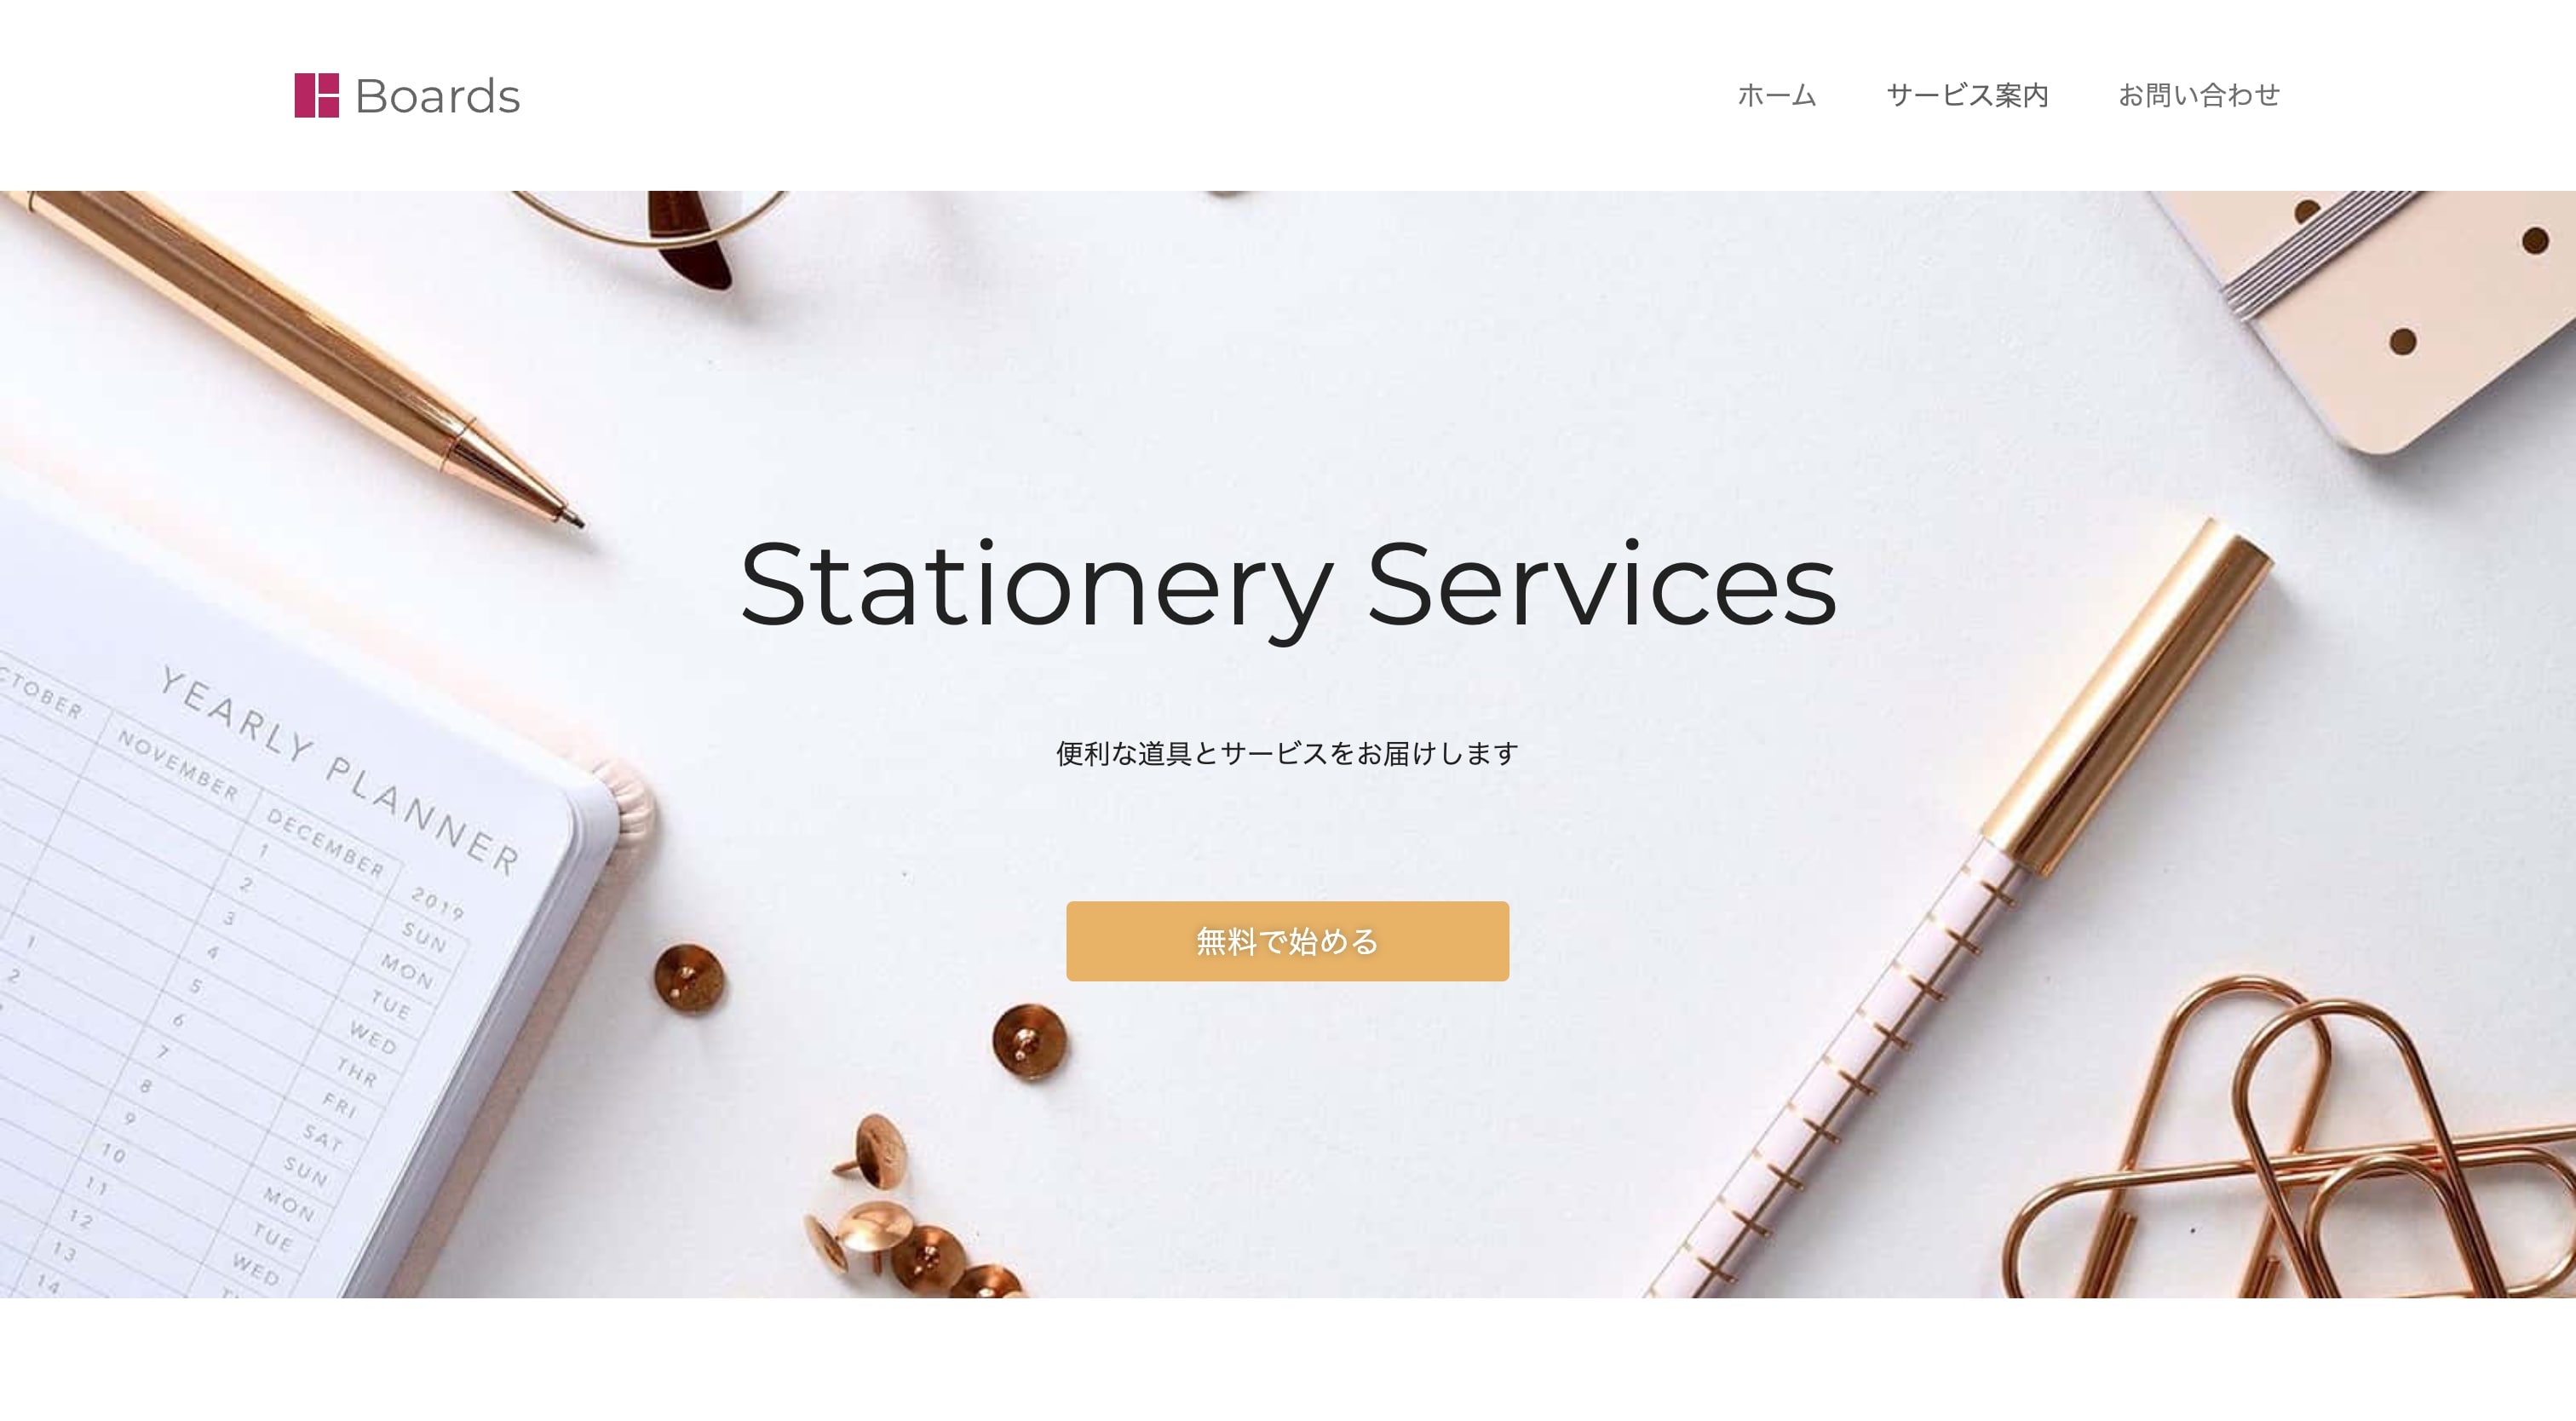 Boards
ホーム サービス案内 お問い合わせ
Stationery Services
便利な道具とサービスをお届けします
無料で始める
YEARLY PLANNER
NOVEMBER
DECEMBER
2019
1 SUN
2 MON
3 TUE
1 4 WED
2 5 THR
6 FRI
7 SAT
8 SUN
9 MON
10 TUE
11 WED
12
13
14